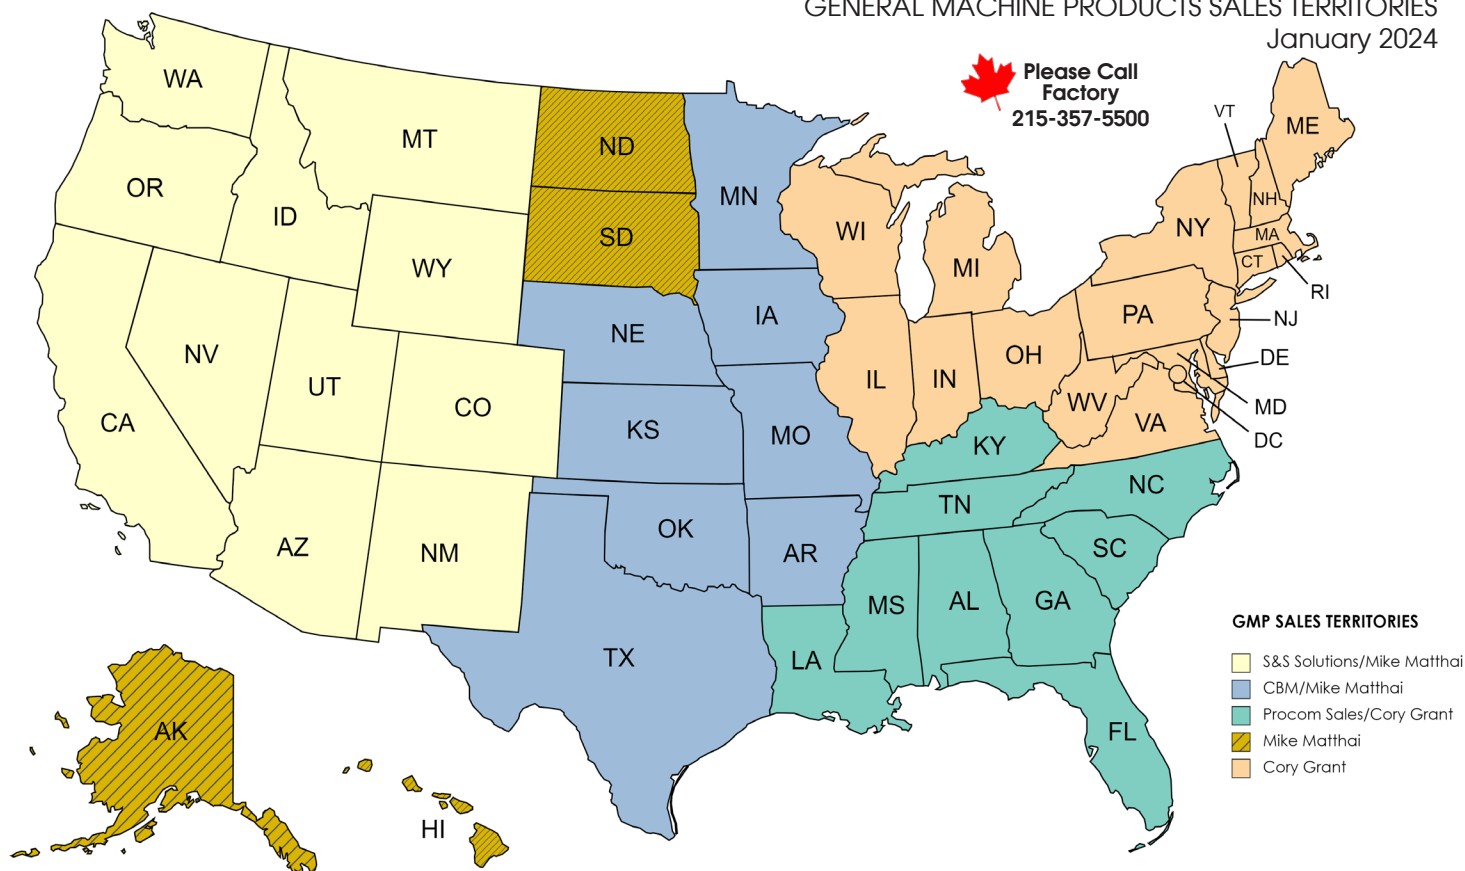 GENERAL MACHINE PRODUCTS SALES TERRITORIES
January 2024
Please Call
Factory
215-357-5500
WA
MT
ND
MN
VT
ME
OR
ID
SD
WI
NY
NH
MA
CT
RI
WY
MI
NE
IA
PA
NJ
NV
UT
CO
IL
IN
OH
DE
WV
MD
CA
KS
MO
KY
VA
DC
NC
TN
AZ
NM
OK
AR
SC
MS
AL
GA
TX
LA
FL
AK
HI
GMP SALES TERRITORIES
S&S Solutions/Mike Matthai
CBM/Mike Matthai
Procom Sales/Cory Grant
Mike Matthai
Cory Grant